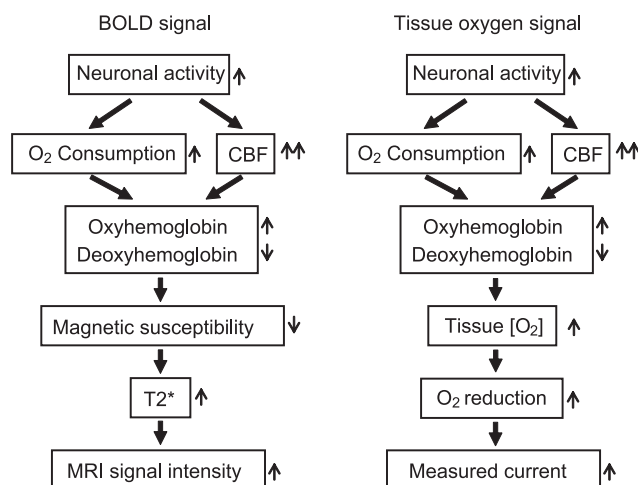 BOLD signal
Neuronal activity ↑
O₂ Consumption ↑
CBF ↑↑
Oxyhemoglobin ↑
Deoxyhemoglobin ↓
Magnetic susceptibility ↓
T2* ↑
MRI signal intensity ↑
Tissue oxygen signal
Neuronal activity ↑
O₂ Consumption ↑
CBF ↑↑
Oxyhemoglobin ↑
Deoxyhemoglobin ↓
Tissue [O₂] ↑
O₂ reduction ↑
Measured current ↑